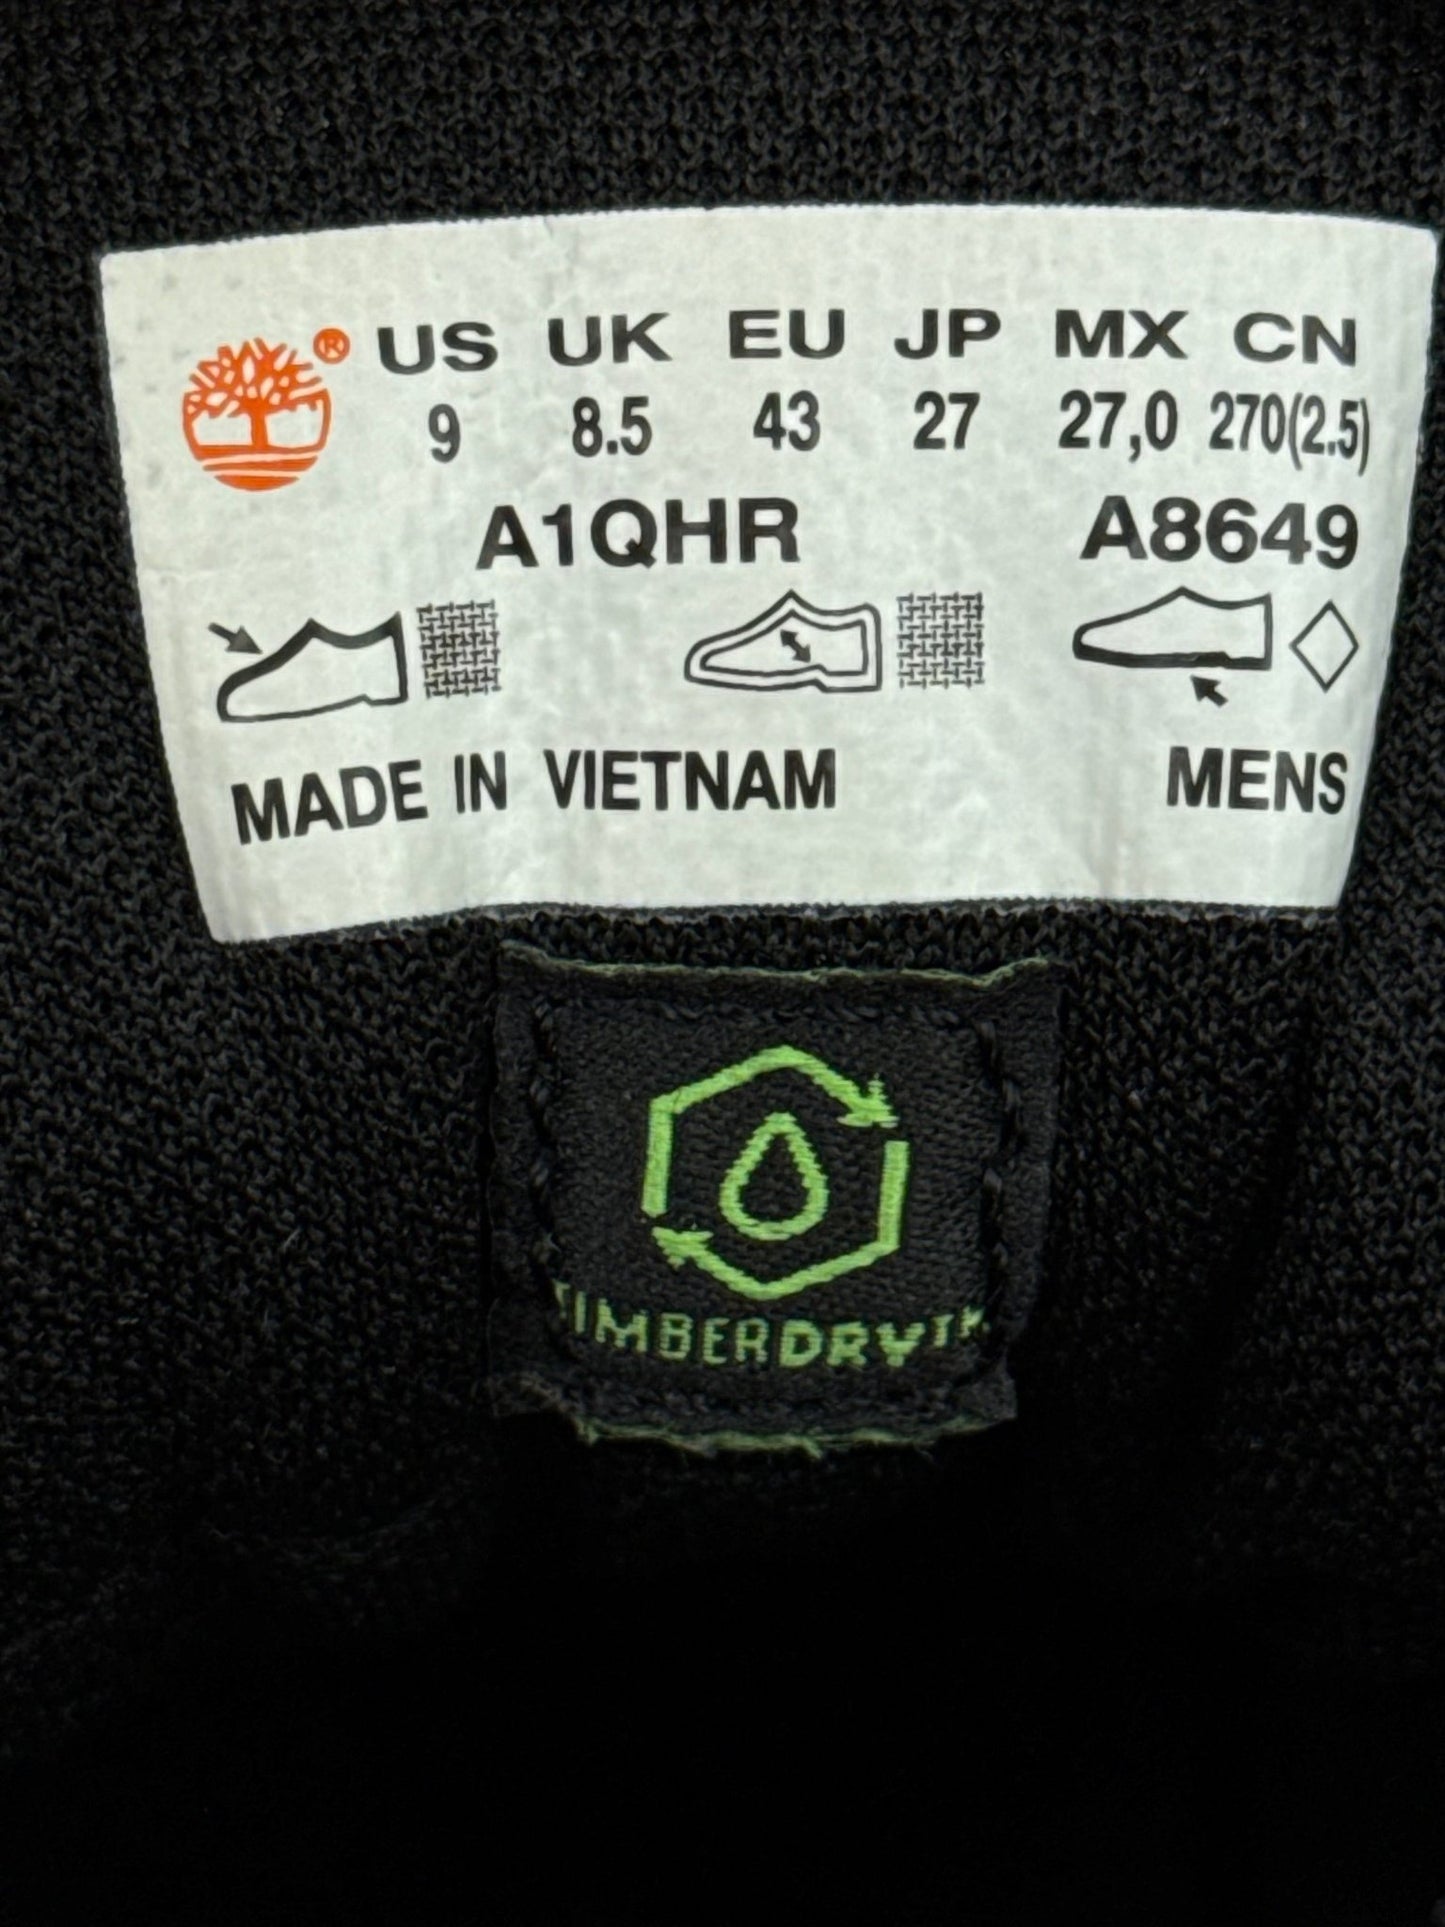 ® US UK EU JP MX CN
9 8.5 43 27 27,0 270(2.5)
A1QHR A8649
MADE IN VIETNAM MENS
TIMBERDRY™